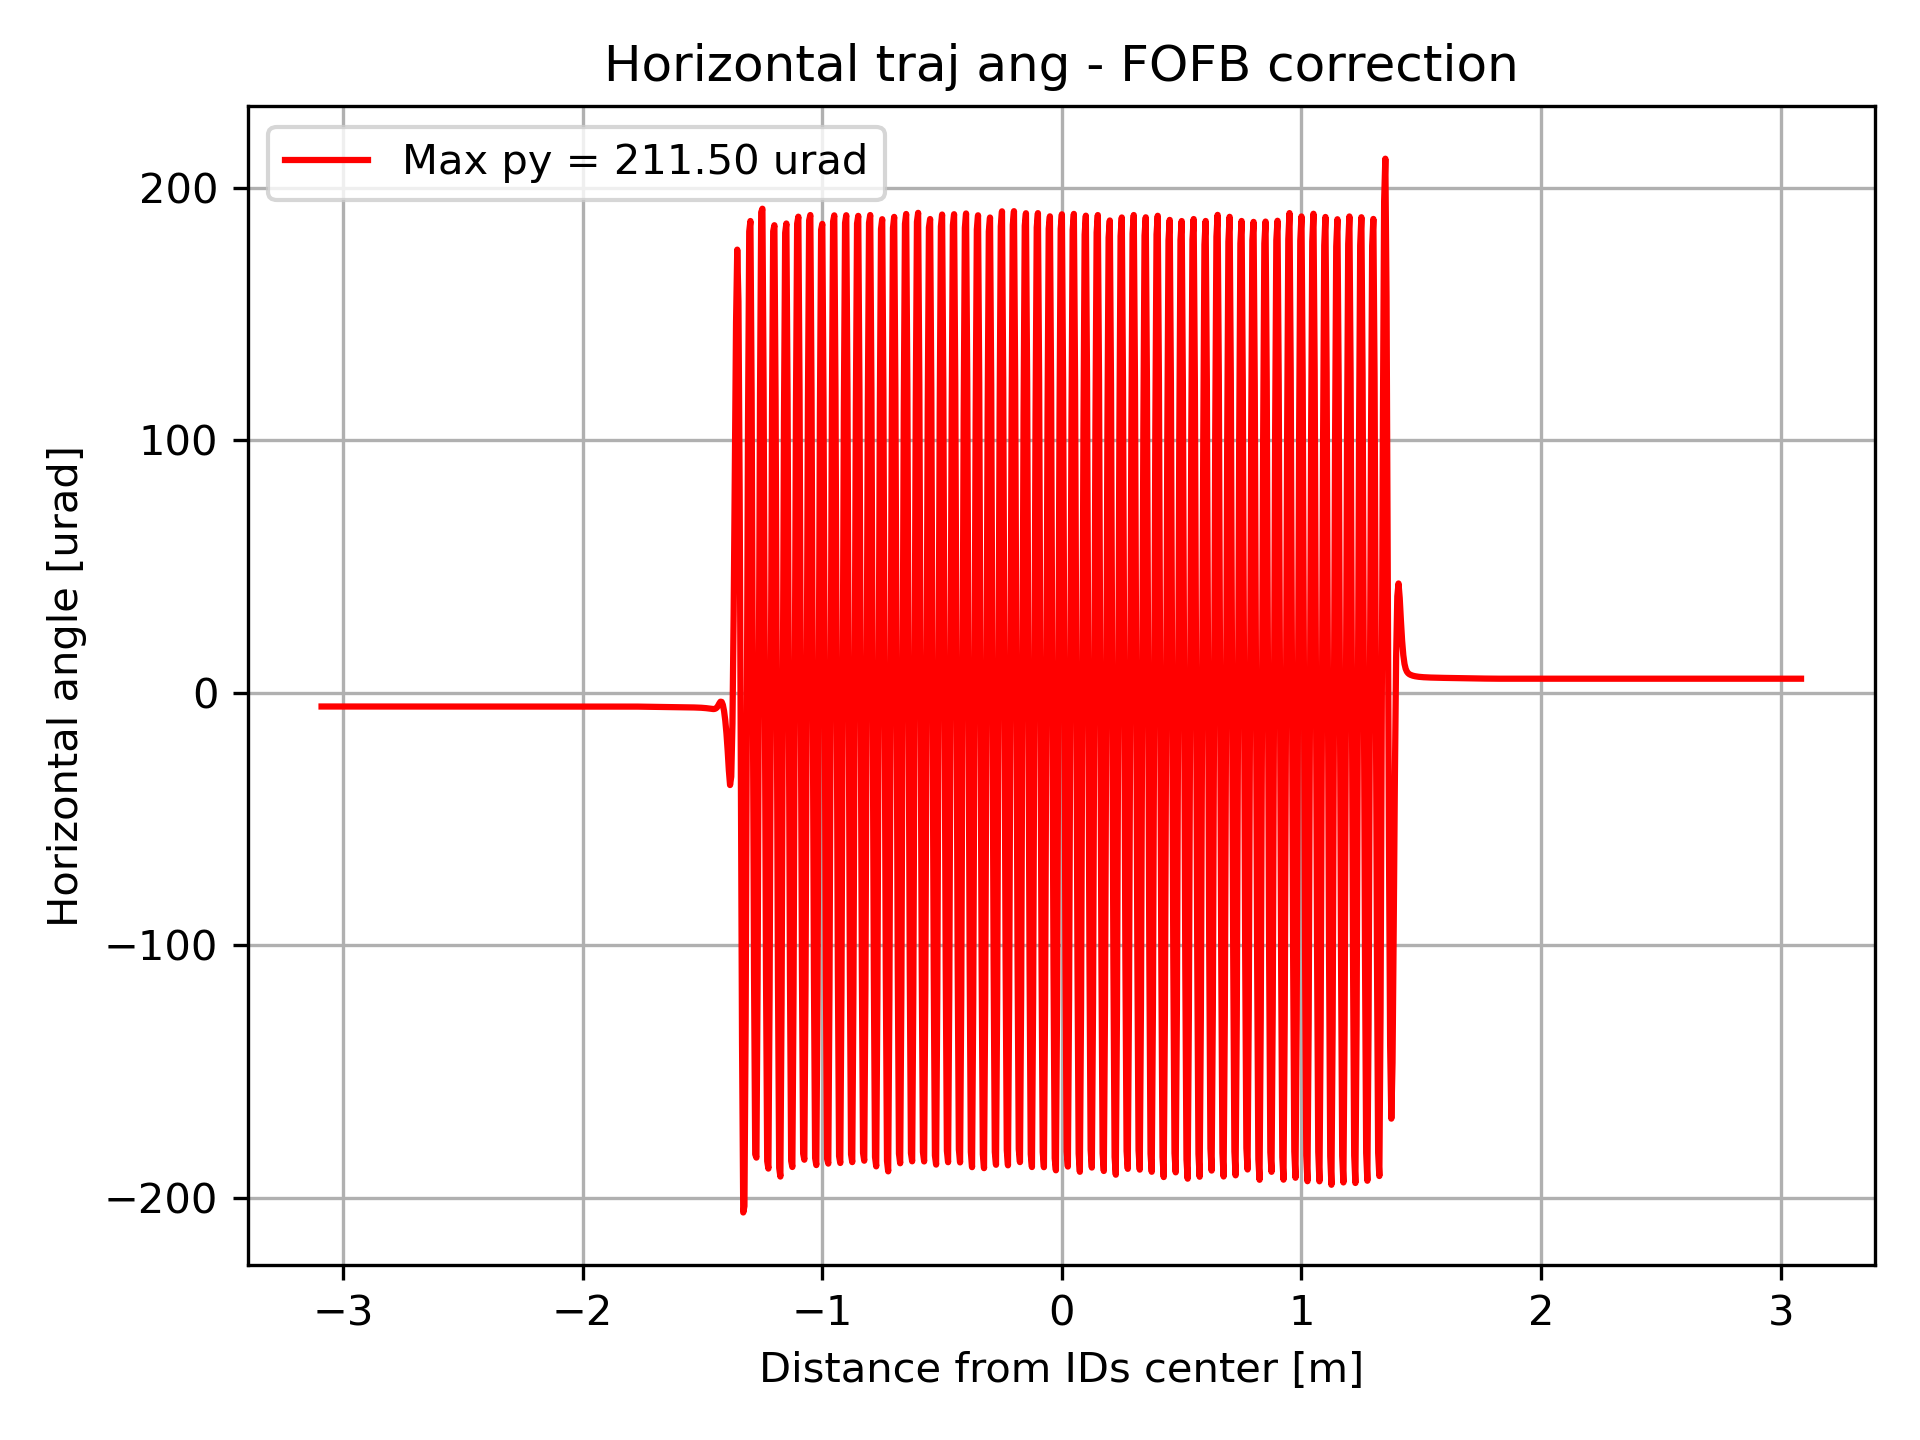 Horizontal traj ang - FOFB correction
Max py = 211.50 urad
Horizontal angle [urad]
200
100
0
−100
−200
−3 −2 −1 0 1 2 3
Distance from IDs center [m]